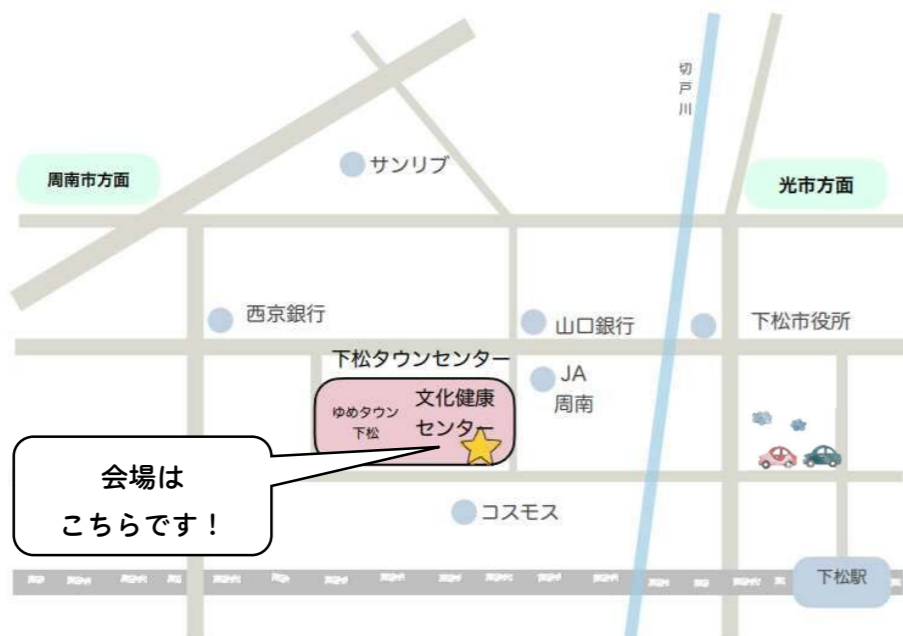 切戸川
サンリブ
周南市方面
光市方面
西京銀行
山口銀行
下松市役所
下松タウンセンター
JA
周南
文化健康
センター
ゆめタウン
下松
会場は
こちらです！
コスモス
下松駅